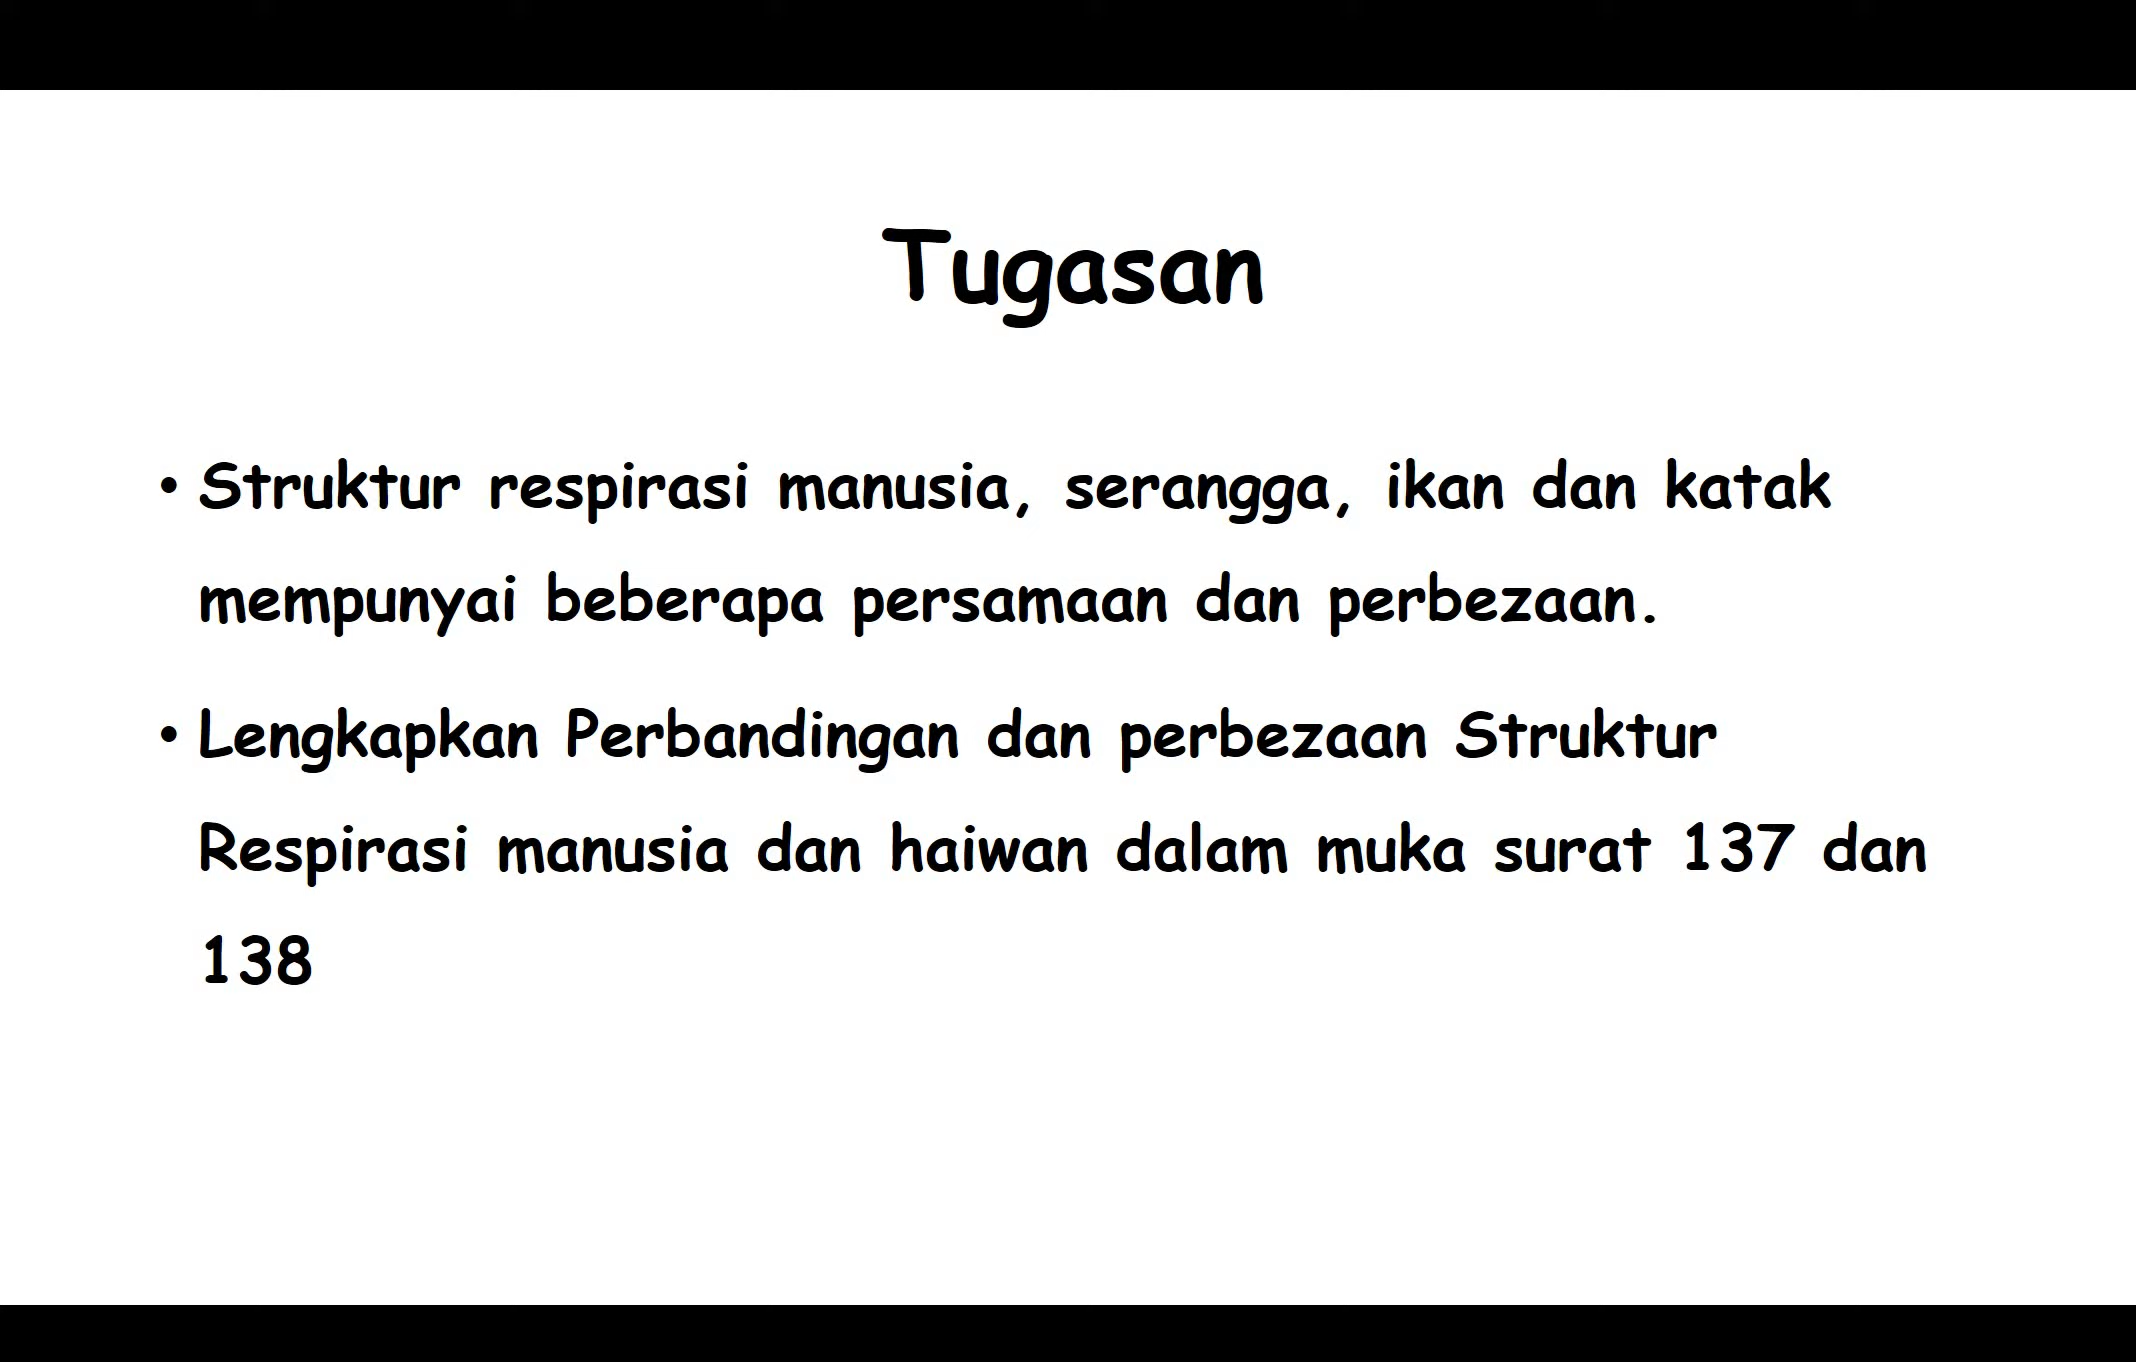 Tugasan
• Struktur respirasi manusia, serangga, ikan dan katak
mempunyai beberapa persamaan dan perbezaan.
• Lengkapkan Perbandingan dan perbezaan Struktur
Respirasi manusia dan haiwan dalam muka surat 137 dan
138